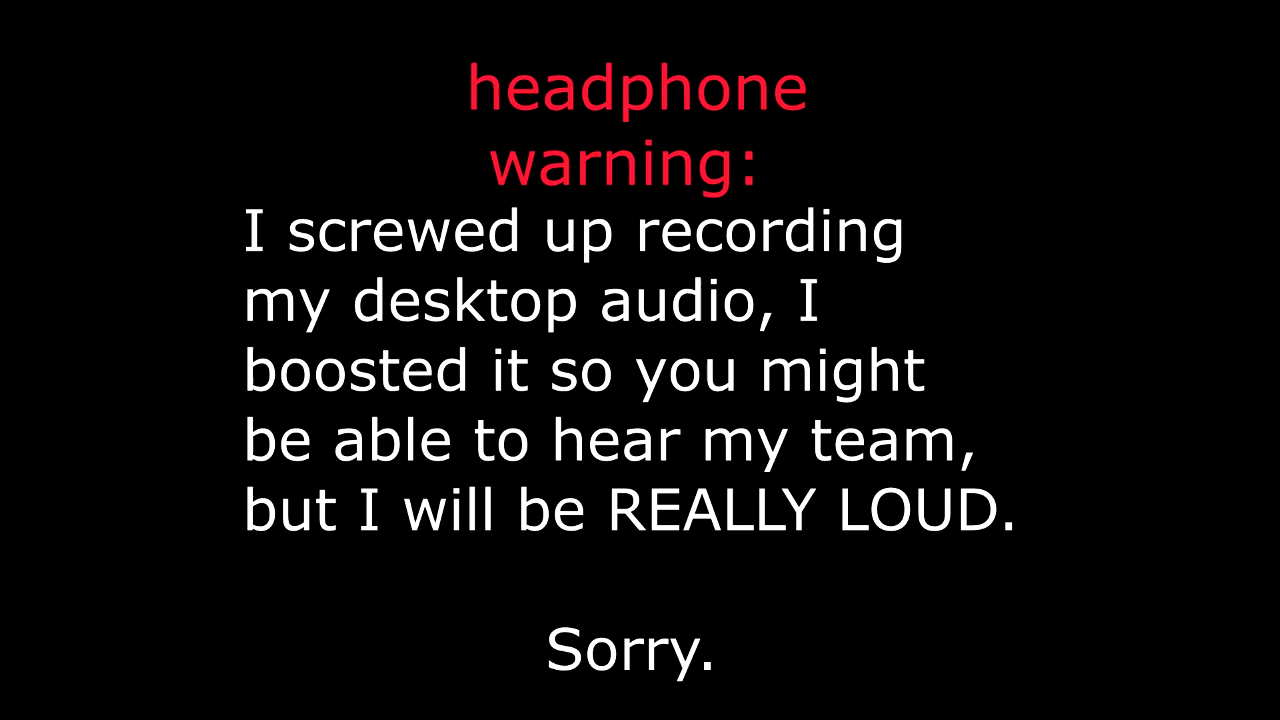 headphone
warning:
I screwed up recording
my desktop audio, I
boosted it so you might
be able to hear my team,
but I will be REALLY LOUD.
Sorry.